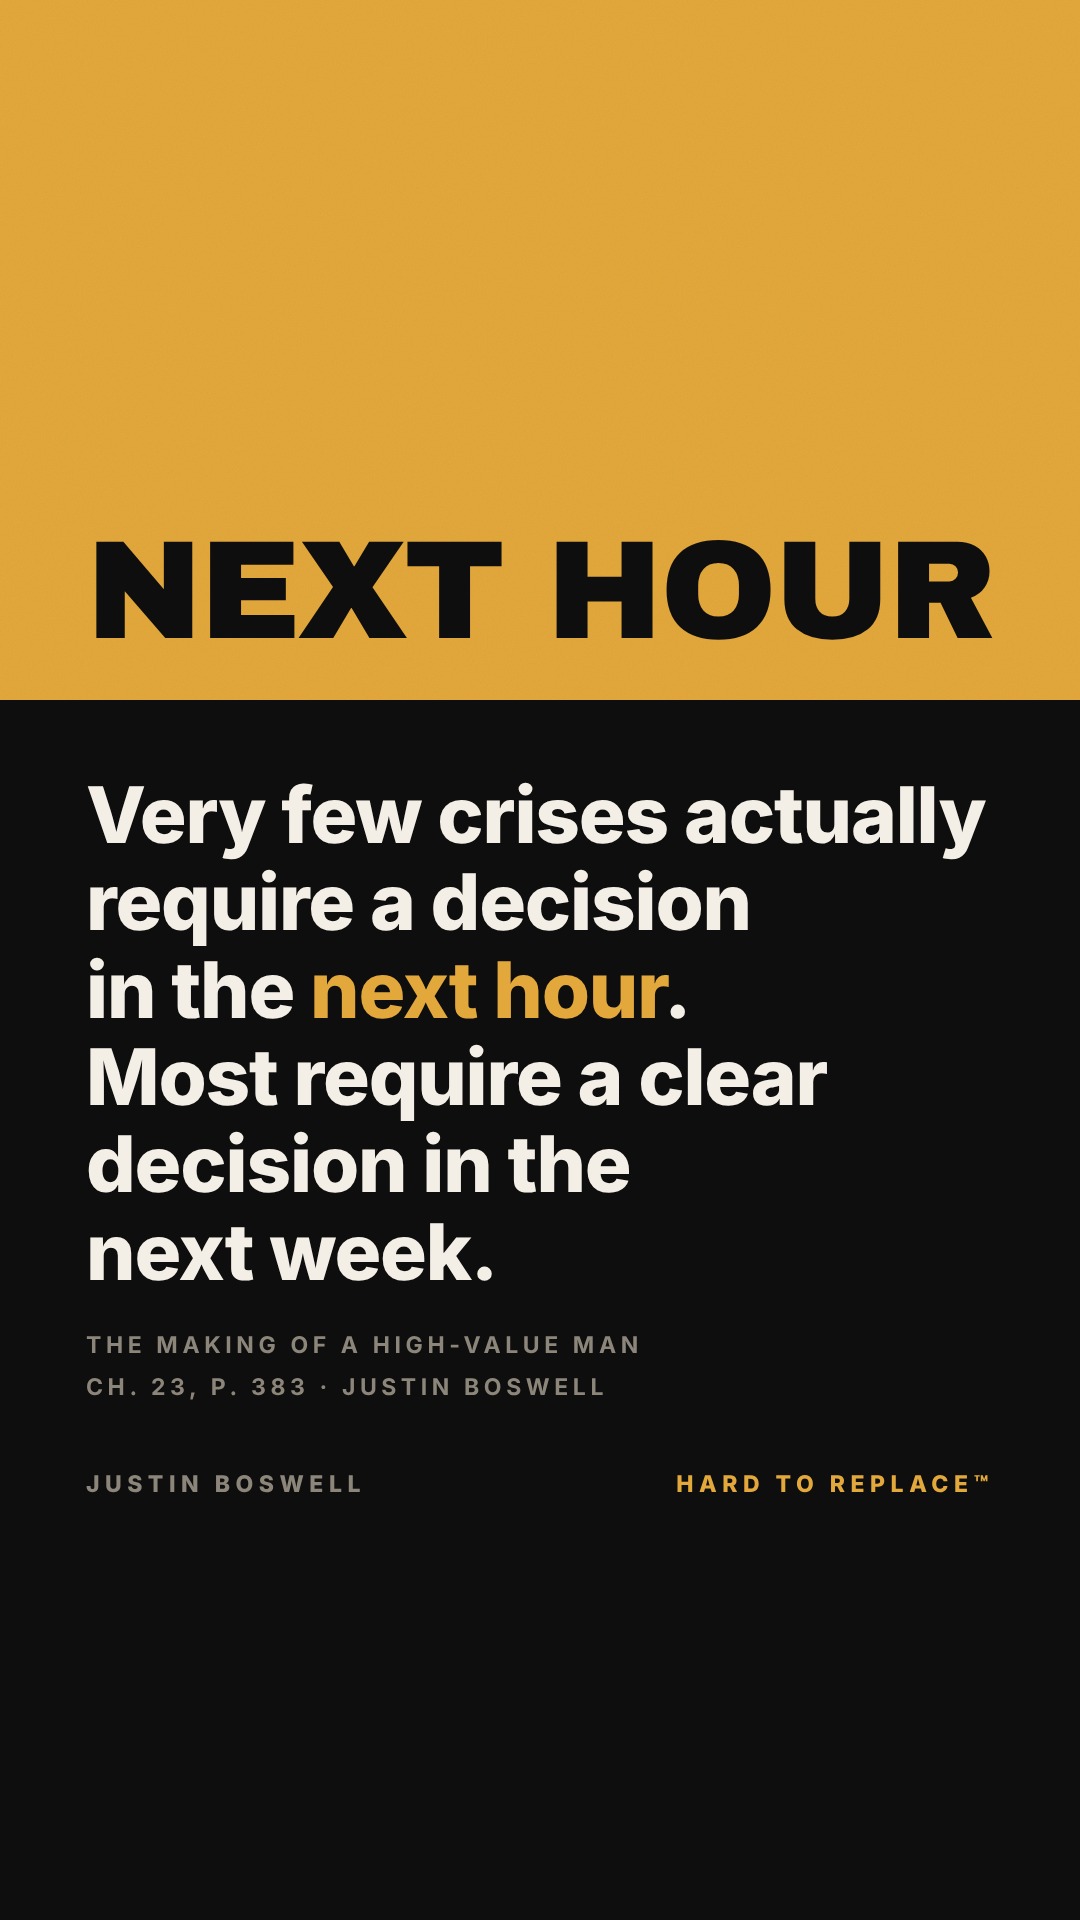 NEXT HOUR
Very few crises actually
require a decision
in the next hour.
Most require a clear
decision in the
next week.
THE MAKING OF A HIGH-VALUE MAN
CH. 23, P. 383 · JUSTIN BOSWELL
JUSTIN BOSWELL
HARD TO REPLACE™